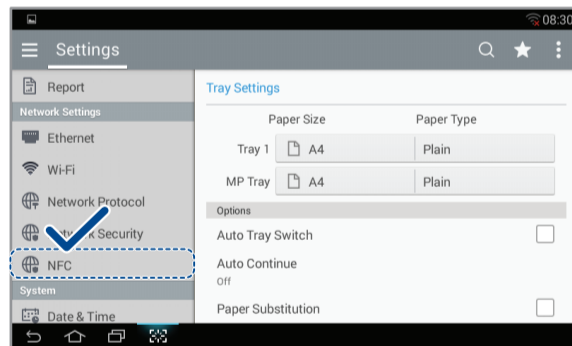 08:30
Settings
Report
Network Settings
Ethernet
Wi-Fi
Network Protocol
Network Security
NFC
System
Date & Time
Tray Settings
Paper Size Paper Type
Tray 1 A4 Plain
MP Tray A4 Plain
Options
Auto Tray Switch
Auto Continue
Off
Paper Substitution